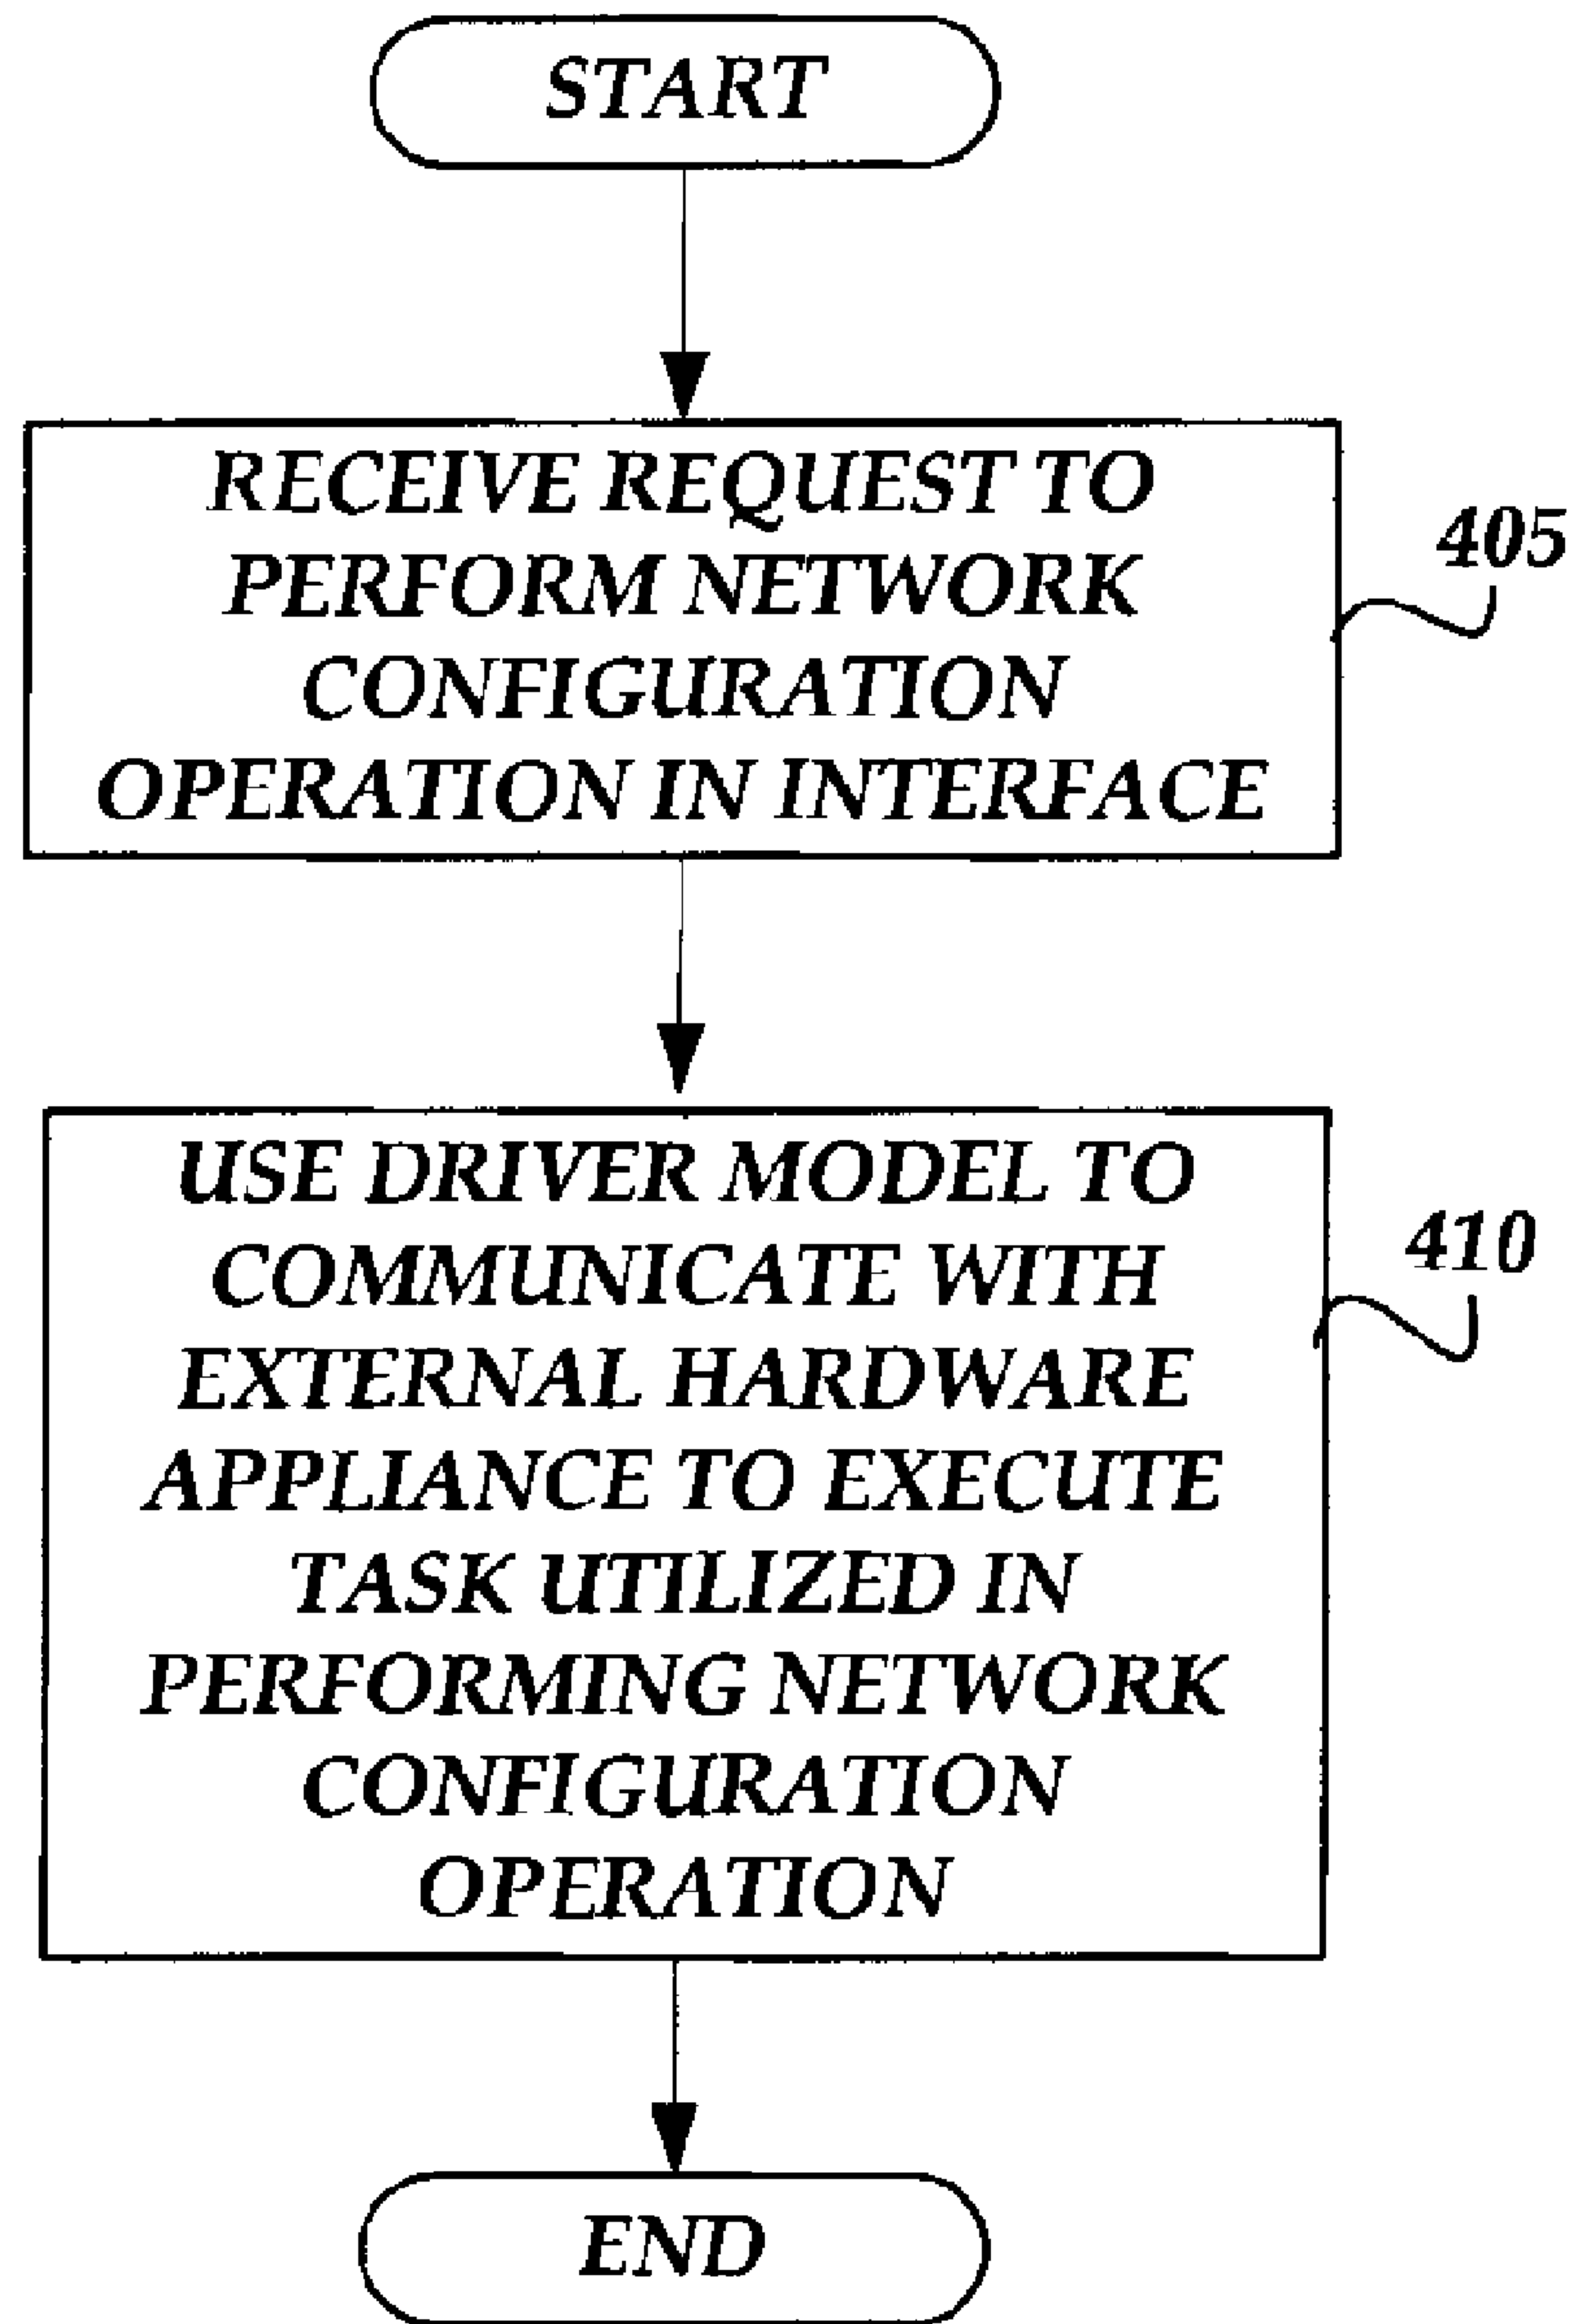 START
RECEIVE REQUEST TO
PERFORM NETWORK
CONFIGURATION
OPERATION IN INTERFACE
405
USE DRIVER MODEL TO
COMMUNICATE WITH
EXTERNAL HARDWARE
APPLIANCE TO EXECUTE
TASK UTILIZED IN
PERFORMING NETWORK
CONFIGURATION
OPERATION
410
END